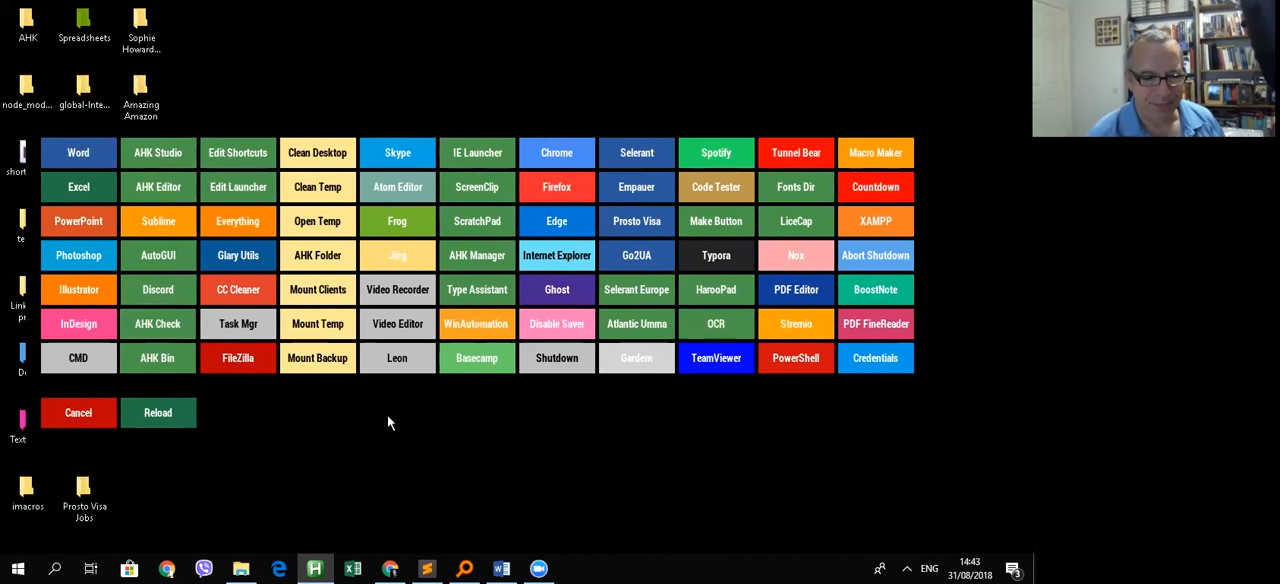 AHK
Spreadsheets
Sophie
Howard...
node_mod...
global-Inte...
Amazing
Amazon
Word AHK Studio Edit Shortcuts Clean Desktop Skype IE Launcher Chrome Selerant Spotify Tunnel Bear Macro Maker
short
Excel AHK Editor Edit Launcher Clean Temp Atom Editor ScreenClip Firefox Empauer Code Tester Fonts Dir Countdown
PowerPoint Sublime Everything Open Temp Frog ScratchPad Edge Prosto Visa Make Button LiceCap XAMPP
te
Photoshop AutoGUI Glary Utils AHK Folder Jing AHK Manager Internet Explorer Go2UA Typora Nox Abort Shutdown
Illustrator Discord CC Cleaner Mount Clients Video Recorder Type Assistant Ghost Selerant Europe HarooPad PDF Editor BoostNote
Link
pr
InDesign AHK Check Task Mgr Mount Temp Video Editor WinAutomation Disable Saver Atlantic Umma OCR Stremio PDF FineReader
CMD AHK Bin FileZilla Mount Backup Leon Basecamp Shutdown Gardem TeamViewer PowerShell Credentials
Cancel Reload
Text
imacros
Prosto Visa
Jobs
ENG
14:43
31/08/2018
3